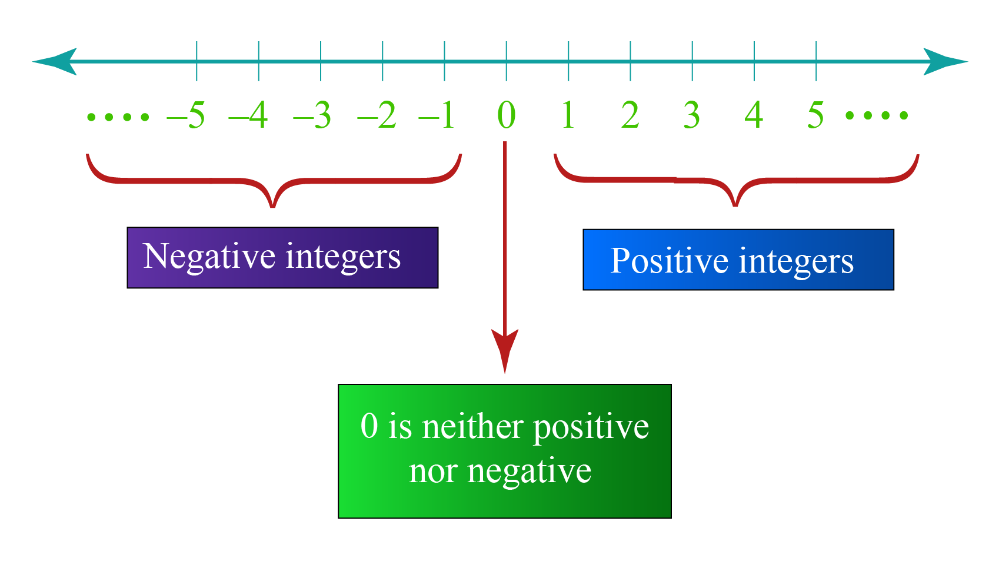 •••• –5 –4 –3 –2 –1 0 1 2 3 4 5 ••••
Negative integers
Positive integers
0 is neither positive
nor negative